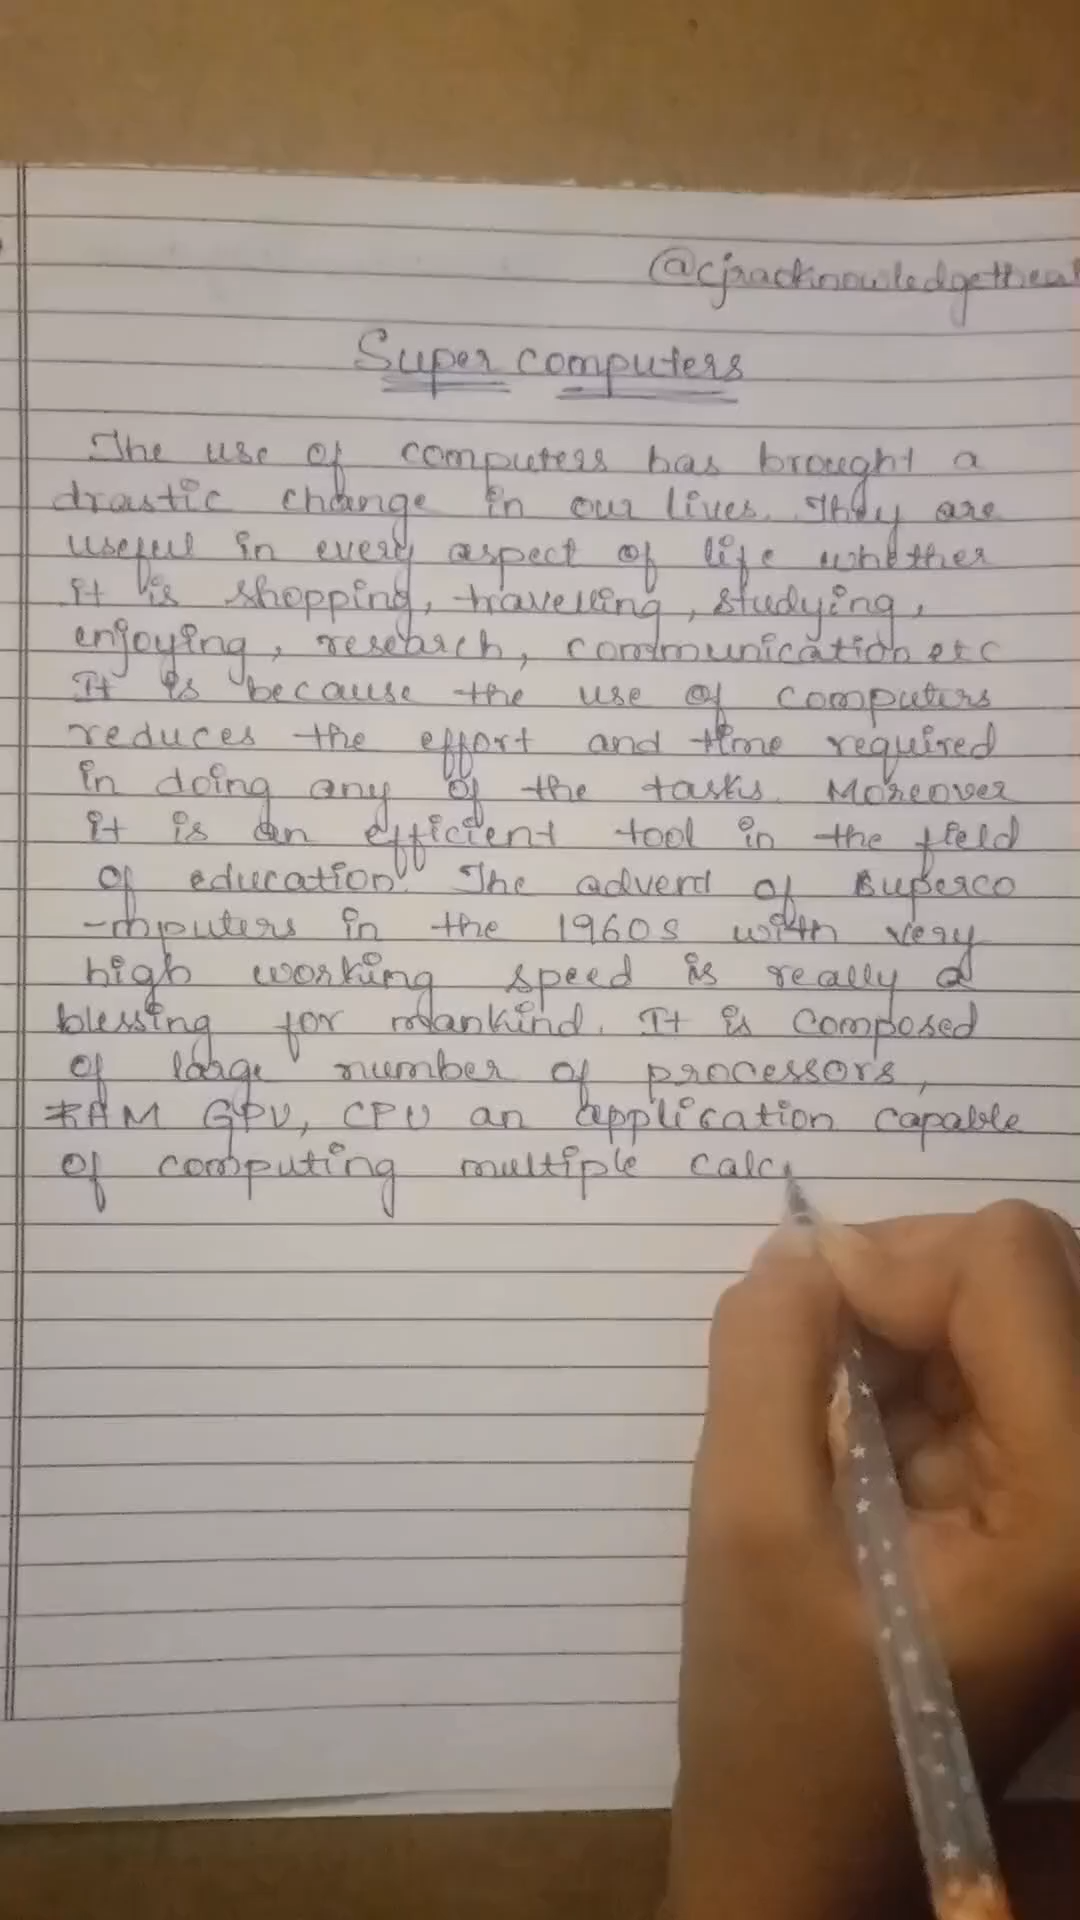 @cjracknowledgetheat
Super computers
The use of computers has brought a
drastic change in our lives. They are
useful in every aspect of life whether
it is shopping, travelling, studying,
enjoying, research, communication etc
It is because the use of computers
reduces the effort and time required
in doing any of the tasks. Moreover
it is an efficient tool in the field
of education. The advend of superco
-mputers in the 1960s with very
high working speed is really a
blessing for mankind. It is composed
of large number of processors,
RAM GPU, CPU an application capable
of computing multiple calc